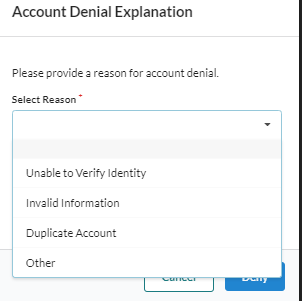 Account Denial Explanation
Please provide a reason for account denial.
Select Reason *
Unable to Verify Identity
Invalid Information
Duplicate Account
Other
Cancel
Deny